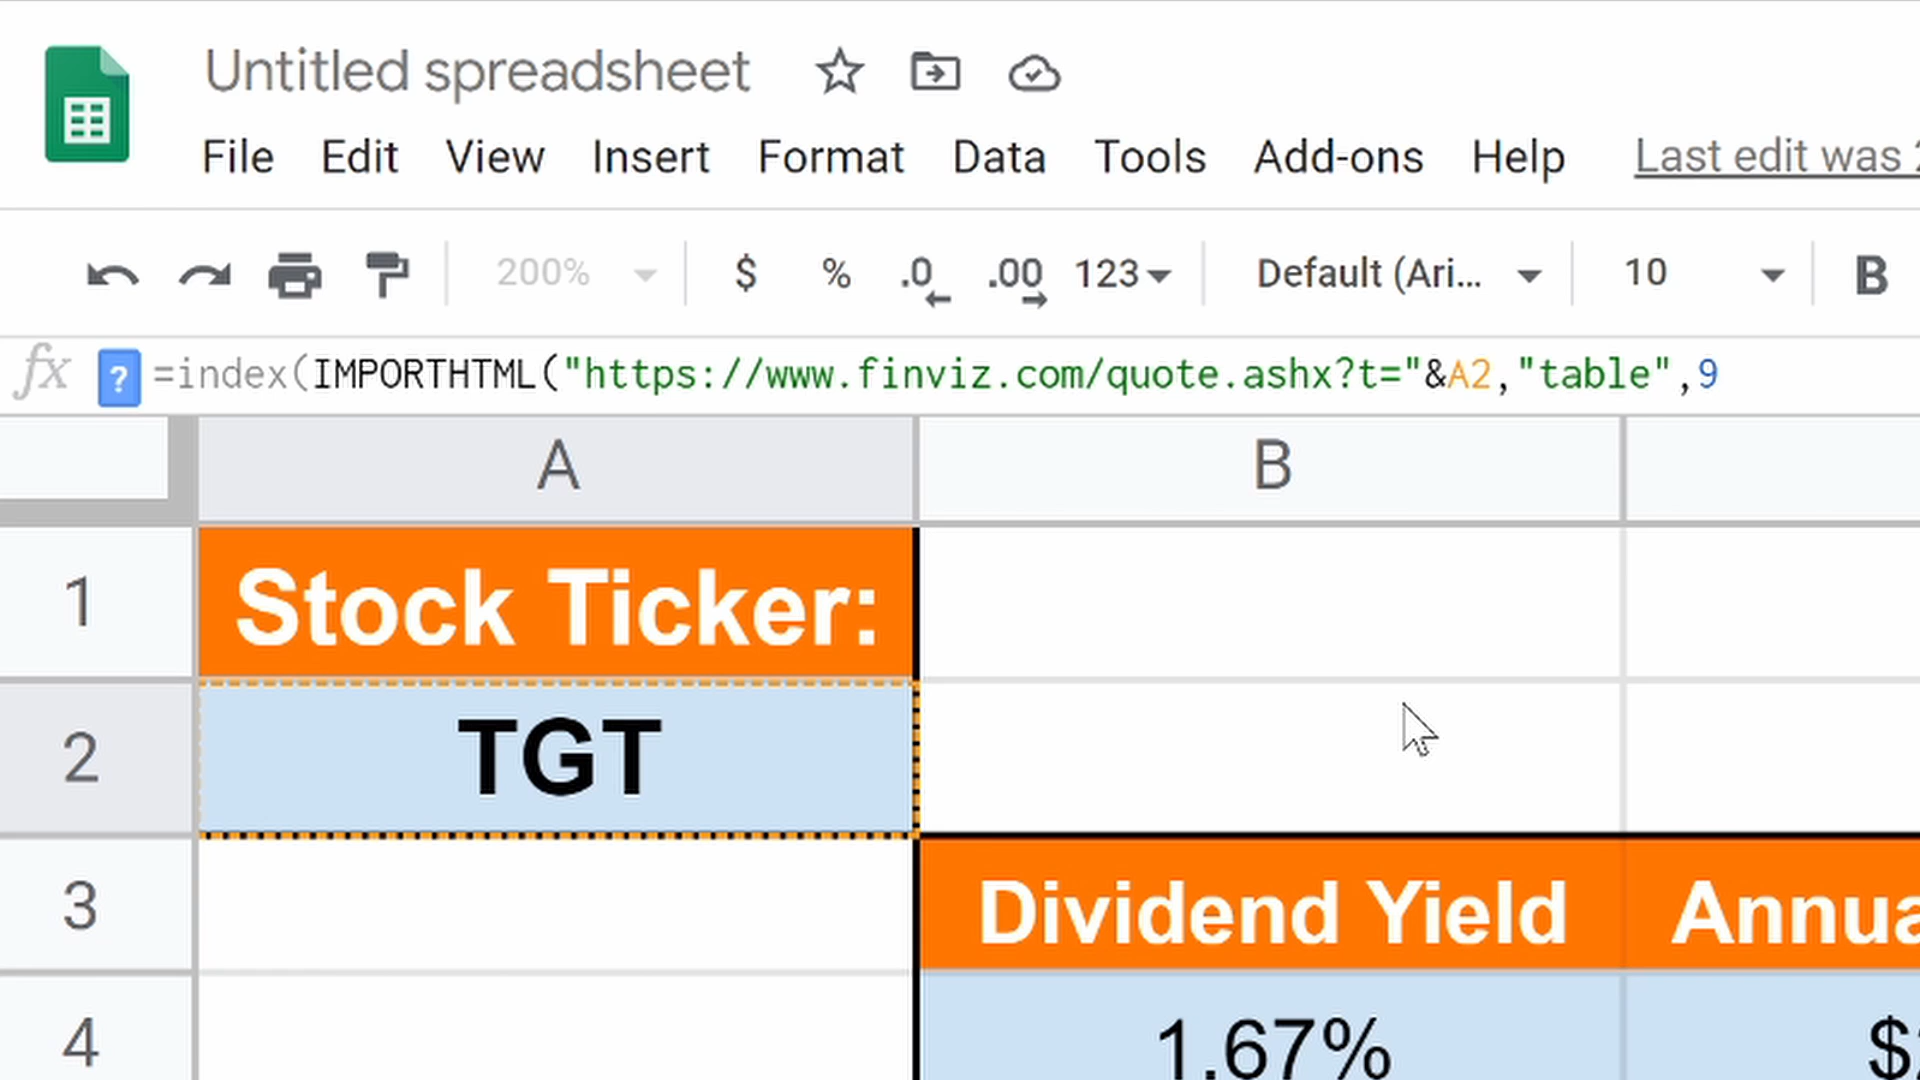 Untitled spreadsheet
File Edit View Insert Format Data Tools Add-ons Help Last edit was
200% $ % .0 .00 123 Default (Ari... 10 B
fx ? =index(IMPORTHTML("https://www.finviz.com/quote.ashx?t="&A2,"table",9
A B
1 Stock Ticker:
2 TGT
3 Dividend Yield
4 1.67% $